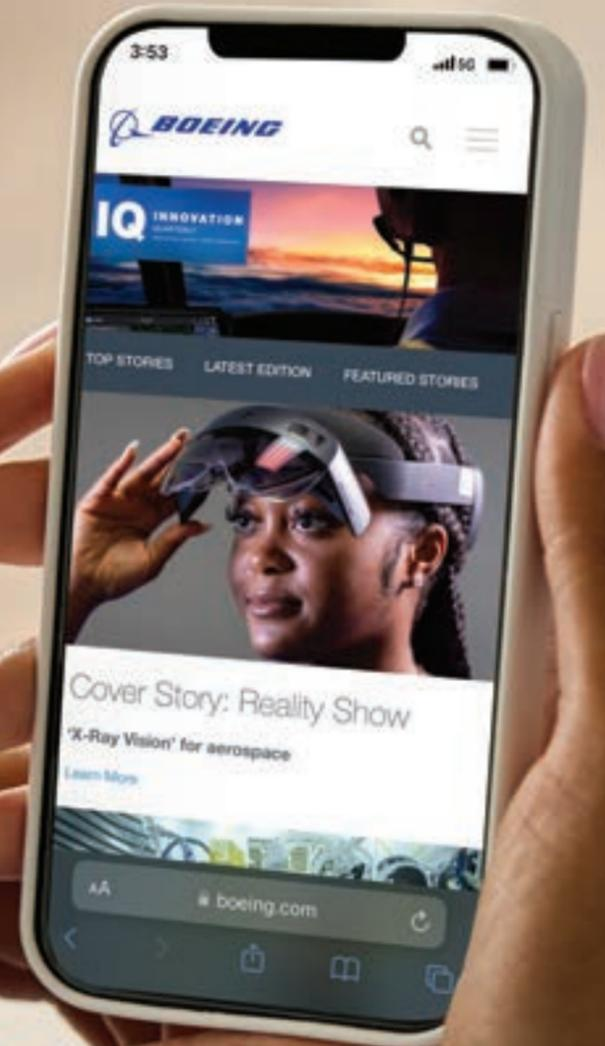 3:53
5G
BOEING
IQ INNOVATION
QUARTERLY
TOP STORIES LATEST EDITION FEATURED STORIES
Cover Story: Reality Show
'X-Ray Vision' for aerospace
Learn More
AA boeing.com